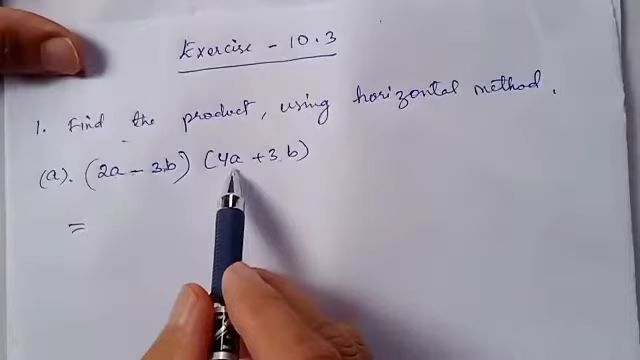 Exercise - 10.3
1. Find the product, using horizontal method.
(a). (2a - 3b) (4a + 3b)
=